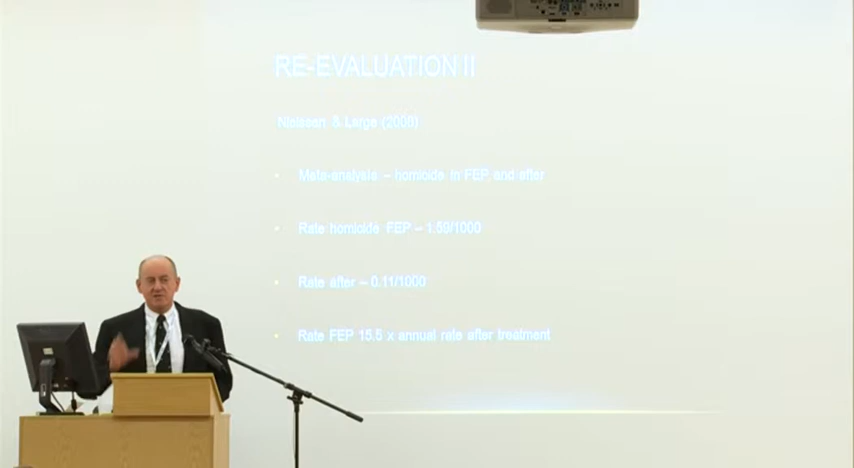 RE-EVALUATION II
Nielssen & Large (2008)
• Meta-analysis – homicide in FEP and after
• Rate homicide FEP – 1.59/1000
• Rate after – 0.11/1000
• Rate FEP 15.5 x annual rate after treatment